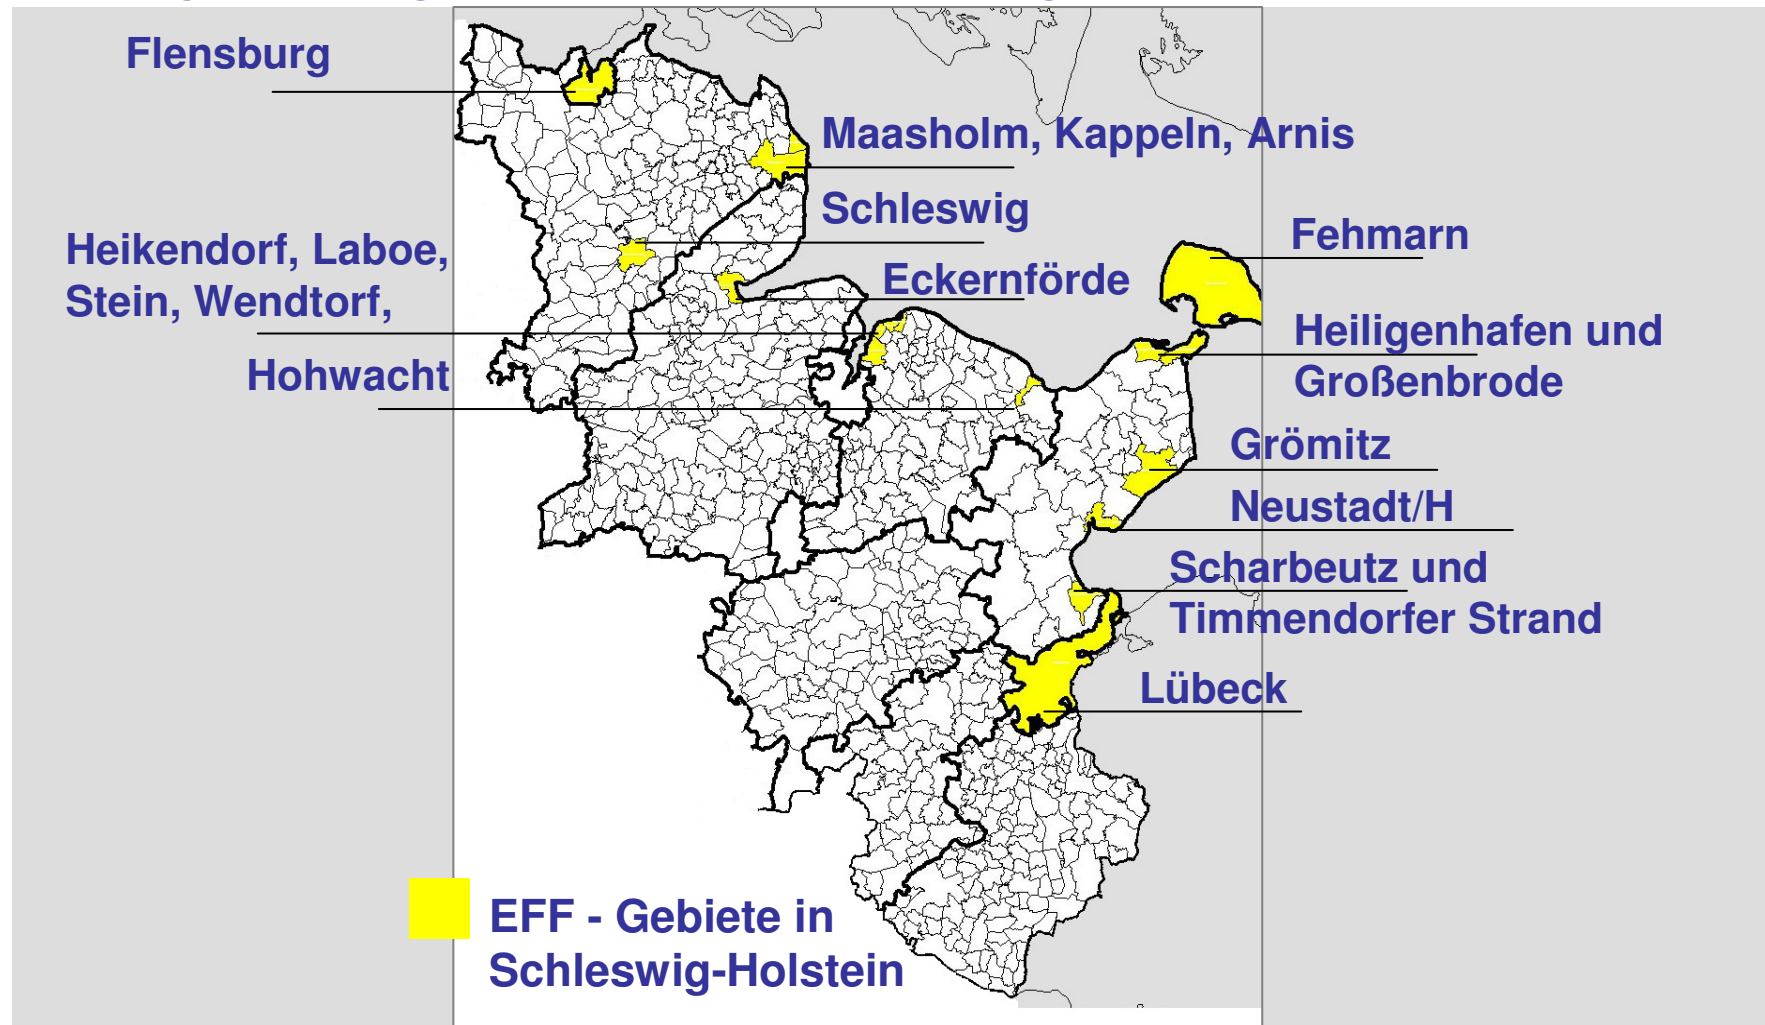 Flensburg
Maasholm, Kappeln, Arnis
Schleswig
Heikendorf, Laboe,
Stein, Wendtorf,
Eckernförde
Fehmarn
Heiligenhafen und
Großenbrode
Hohwacht
Grömitz
Neustadt/H
Scharbeutz und
Timmendorfer Strand
Lübeck
EFF - Gebiete in
Schleswig-Holstein